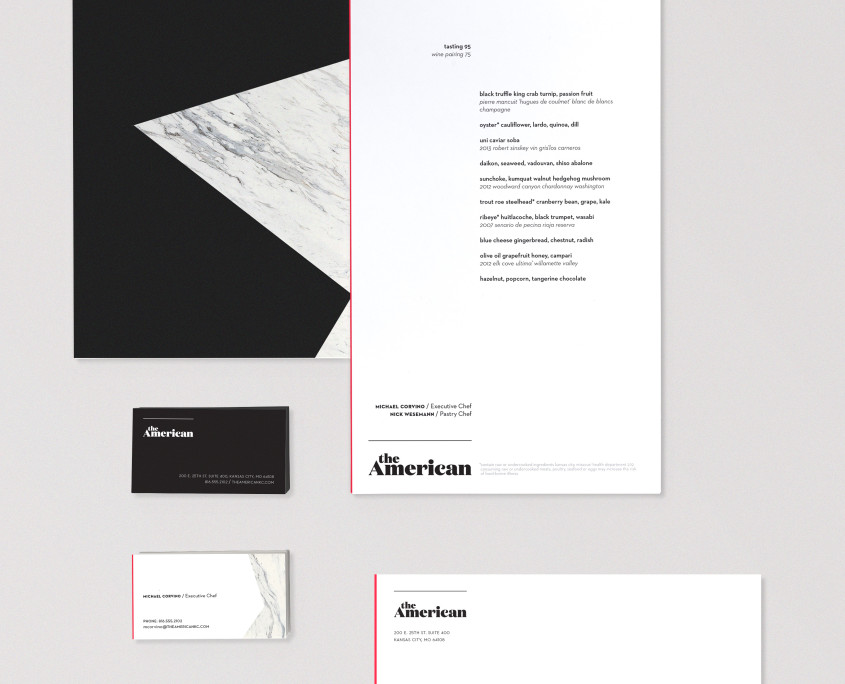 tasting 95
wine pairing 75
black truffle king crab turnip, passion fruit
pierre mancuit 'hugues de coulmet' blanc de blancs
champagne
oyster* cauliflower, lardo, quinoa, dill
uni caviar soba
2013 robert sinskey vin gris los carneros
daikon, seaweed, vadouvan, shiso abalone
sunchoke, kumquat walnut hedgehog mushroom
2012 woodward canyon chardonnay washington
trout roe steelhead* cranberry bean, grape, kale
ribeye* huitlacoche, black trumpet, wasabi
2007 senorio de pecina rioja reserva
blue cheese gingerbread, chestnut, radish
olive oil grapefruit honey, campari
2012 elk cove ultima' willamette valley
hazelnut, popcorn, tangerine chocolate
MICHAEL CORVINO / Executive Chef
NICK WESEMANN / Pastry Chef
the
American
the
American
200 E. 25TH ST. SUITE 400, KANSAS CITY, MO 64108
816.555.2102 / THEAMERICANKC.COM
MICHAEL CORVINO / Executive Chef
PHONE. 816.555.2102
mcorvino@THEAMERICANKC.COM
the
American
200 E. 25TH ST. SUITE 400
KANSAS CITY, MO 64108